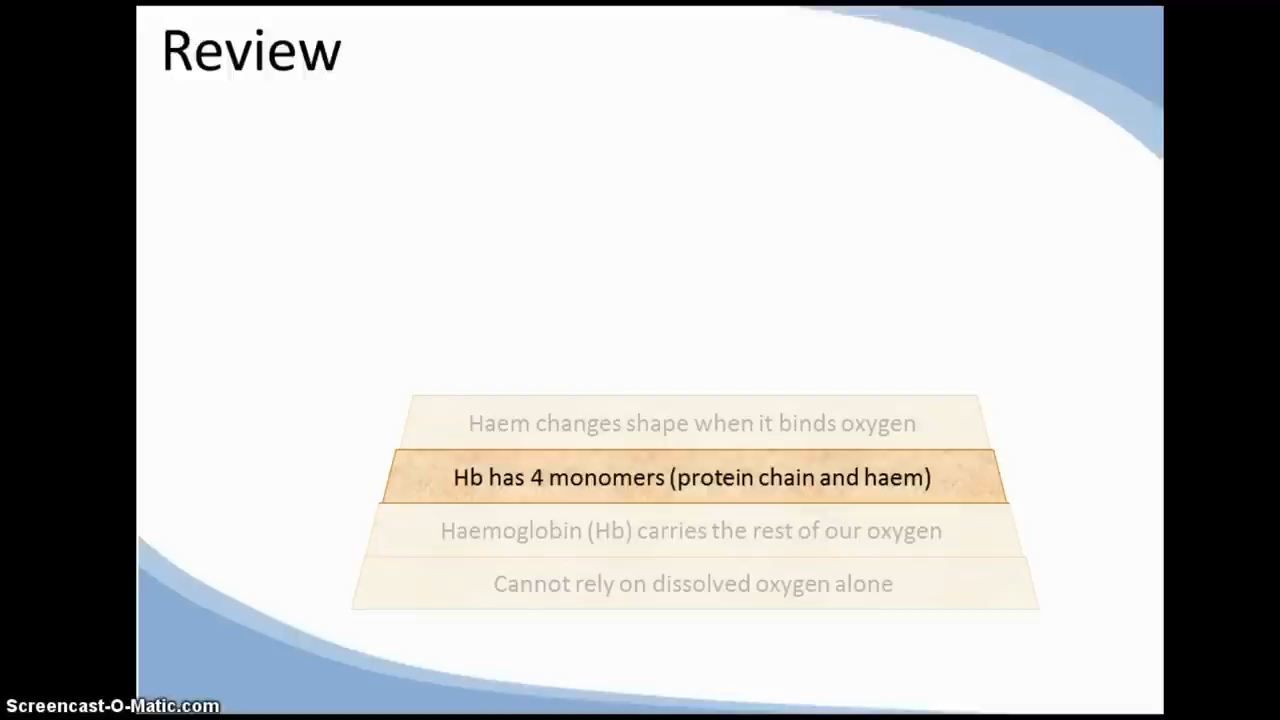 Review
Haem changes shape when it binds oxygen
Hb has 4 monomers (protein chain and haem)
Haemoglobin (Hb) carries the rest of our oxygen
Cannot rely on dissolved oxygen alone
Screencast-O-Matic.com